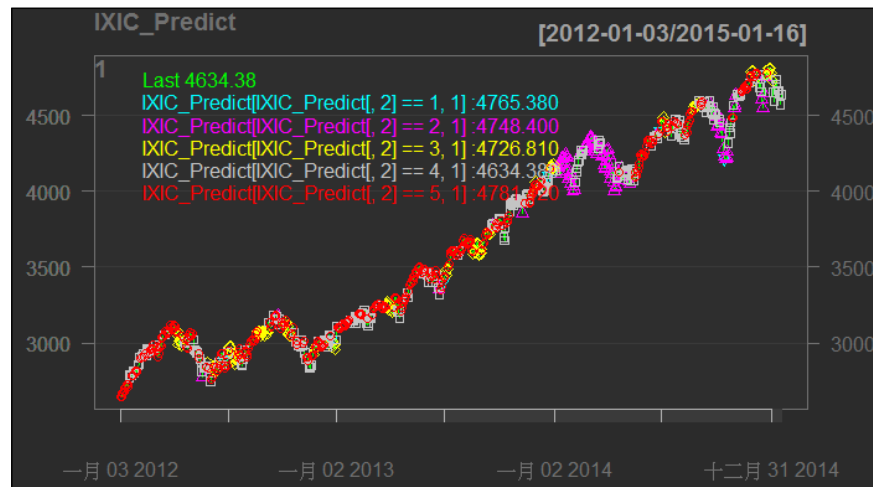 IXIC_Predict
[2012-01-03/2015-01-16]
1
Last 4634.38
IXIC_Predict[IXIC_Predict[, 2] == 1, 1] :4765.380
IXIC_Predict[IXIC_Predict[, 2] == 2, 1] :4748.400
IXIC_Predict[IXIC_Predict[, 2] == 3, 1] :4726.810
IXIC_Predict[IXIC_Predict[, 2] == 4, 1] :4634.380
IXIC_Predict[IXIC_Predict[, 2] == 5, 1]
4500 4500
4000 4000
3500 3500
3000 3000
一月 03 2012 一月 02 2013 一月 02 2014 十二月 31 2014